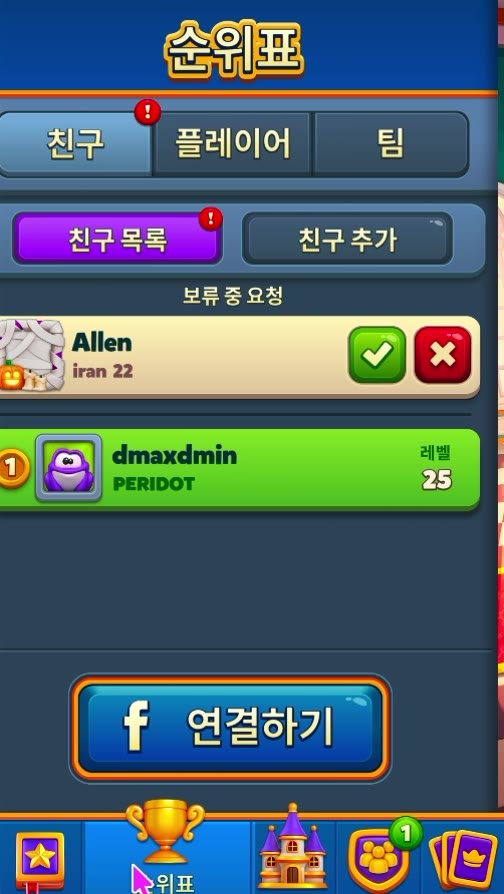 순위표
친구
!
플레이어
팀
친구 목록
!
친구 추가
보류 중 요청
Allen
iran 22
1
dmaxdmin
PERIDOT
레벨
25
f 연결하기
위표
1